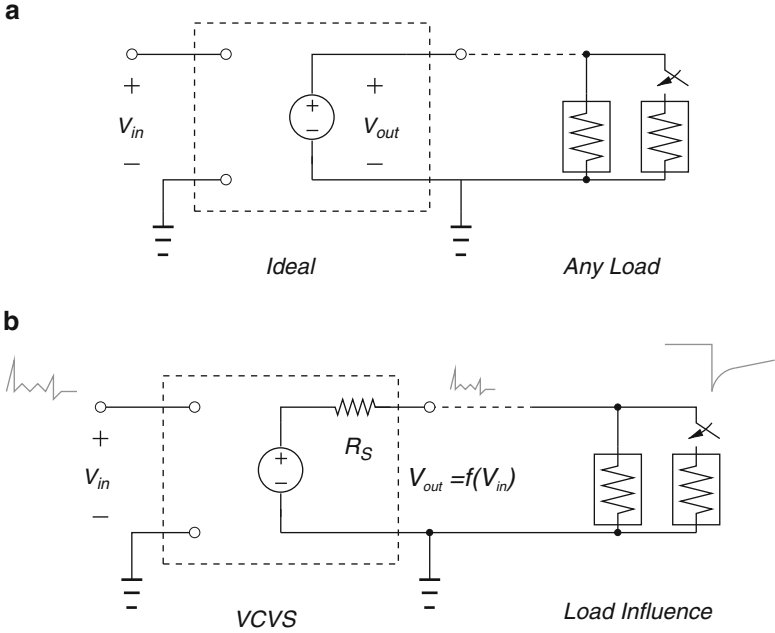 a
+
V_in
−
+
−
+
V_out
−
Ideal
Any Load
b
+
V_in
−
+
−
R_S
V_out =f(V_in)
VCVS
Load Influence